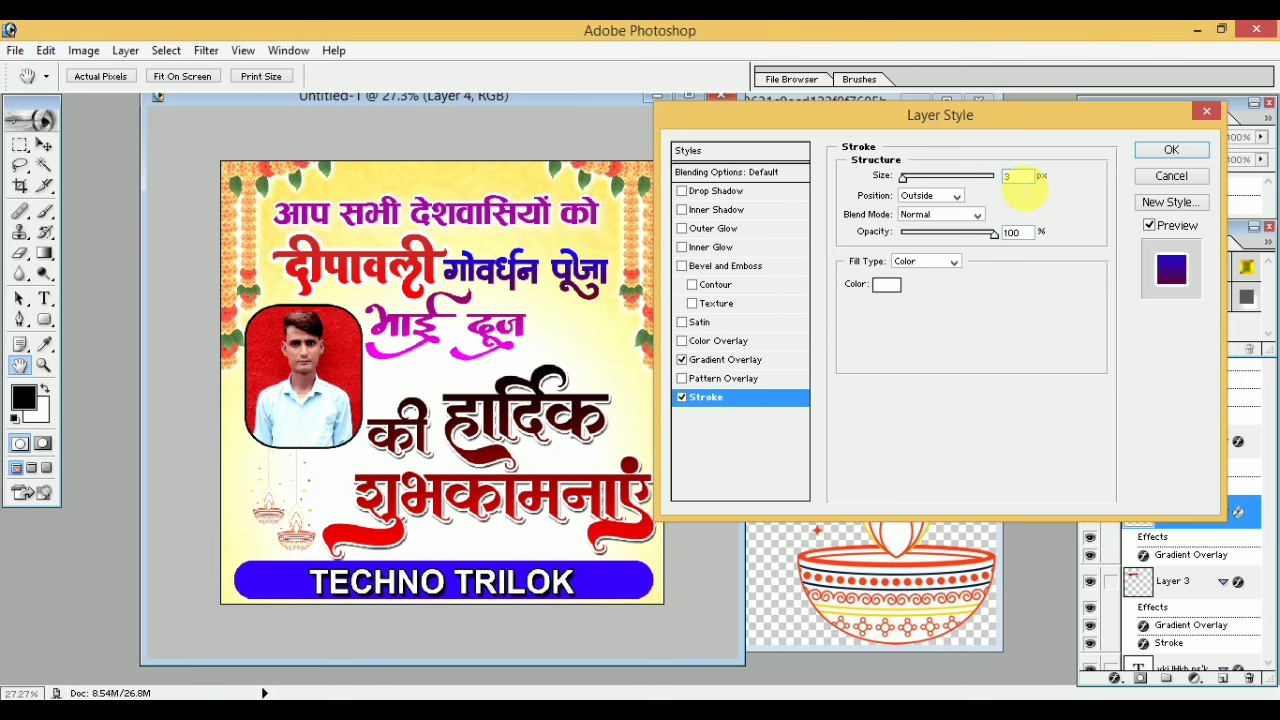 Adobe Photoshop
File Edit Image Layer Select Filter View Window Help
Actual Pixels Fit On Screen Print Size
File Browser Brushes
Untitled-1 @ 27.3% (Layer 4, RGB)
आप सभी देशवासियों को
दीपावली गोवर्धन पूजा
भाई दूज
की हार्दिक
शुभकामनाएं
TECHNO TRILOK
Layer Style
Styles
Blending Options: Default
Drop Shadow
Inner Shadow
Outer Glow
Inner Glow
Bevel and Emboss
Contour
Texture
Satin
Color Overlay
Gradient Overlay
Pattern Overlay
Stroke
Stroke
Structure
Size: 3 px
Position: Outside
Blend Mode: Normal
Opacity: 100 %
Fill Type: Color
Color:
OK
Cancel
New Style...
Preview
Effects
Gradient Overlay
Layer 3
Effects
Gradient Overlay
Stroke
27.27% Doc: 8.54M/26.8M